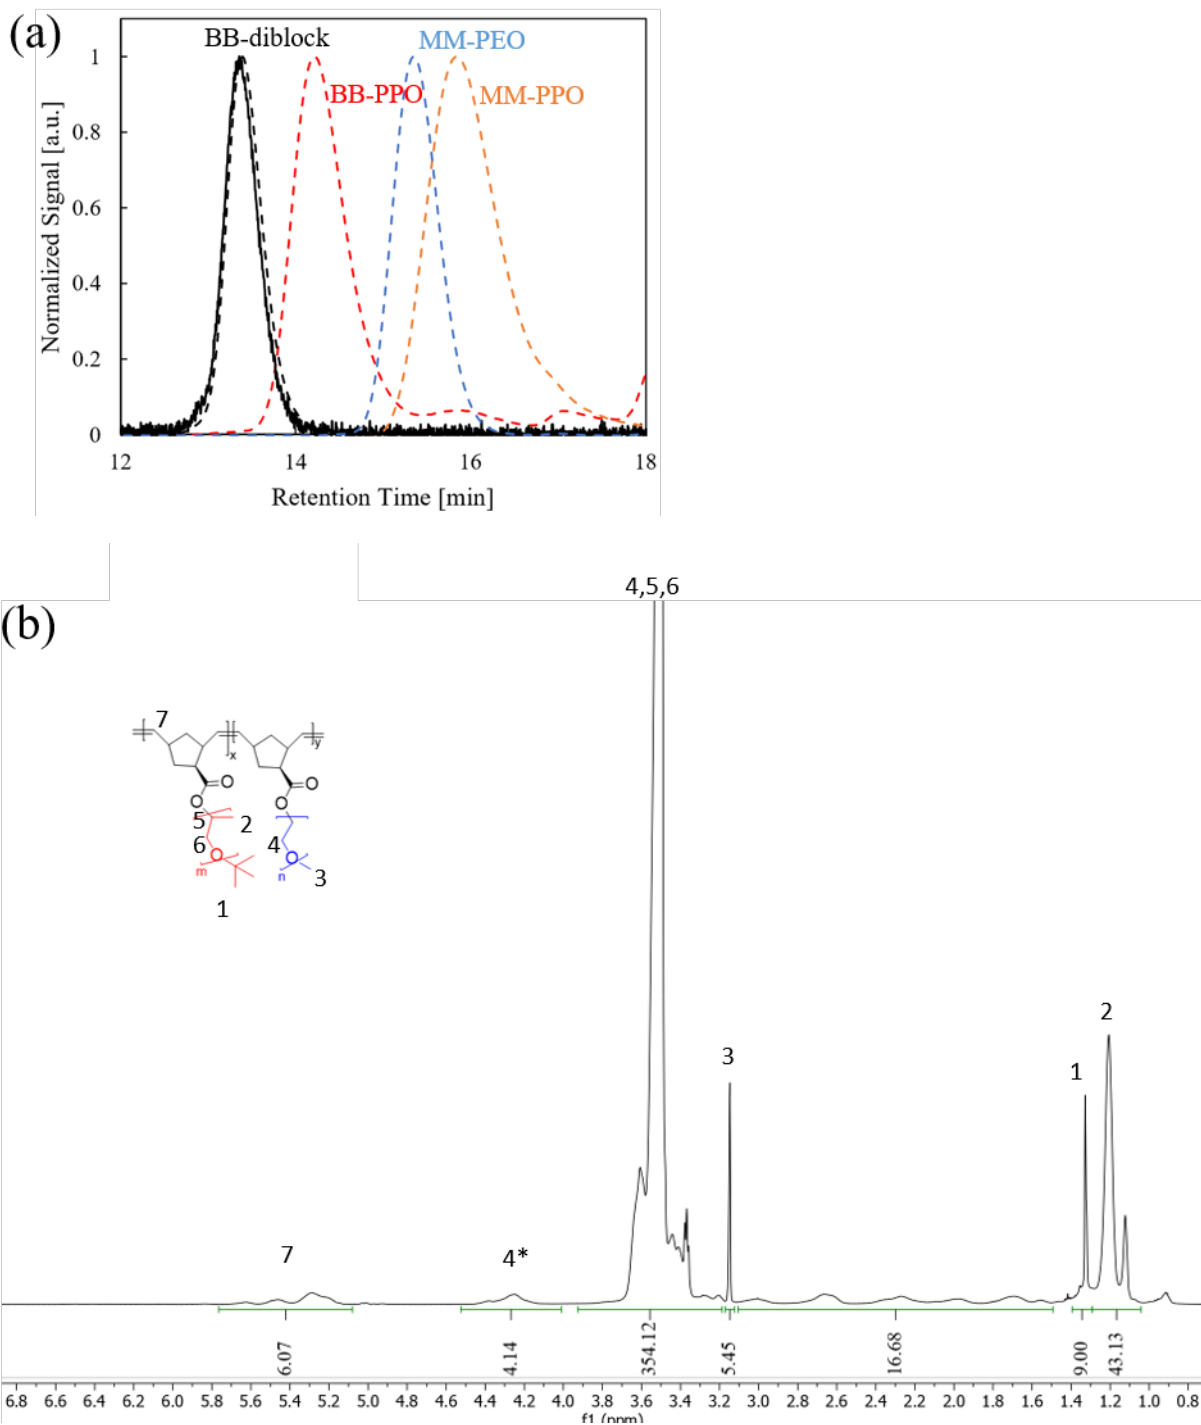 (a)
BB-diblock
MM-PEO
BB-PPO
MM-PPO
Normalized Signal [a.u.]
1
0.8
0.6
0.4
0.2
0
12
14
16
18
Retention Time [min]
(b)
4,5,6
7
x
y
O
O
O
O
5
2
6
4
O
O
m
n
3
1
3
2
1
7
4*
6.07
4.14
354.12
5.45
16.68
9.00
43.13
6.8 6.6 6.4 6.2 6.0 5.8 5.6 5.4 5.2 5.0 4.8 4.6 4.4 4.2 4.0 3.8 3.6 3.4 3.2 3.0 2.8 2.6 2.4 2.2 2.0 1.8 1.6 1.4 1.2 1.0 0.8
f1 (ppm)